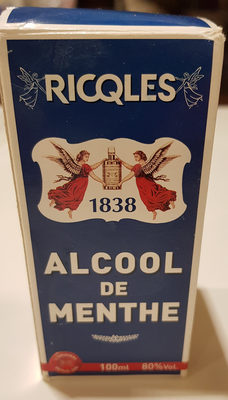 RICQLES
1838
ALCOOL
DE
MENTHE
100ml 80%Vol.